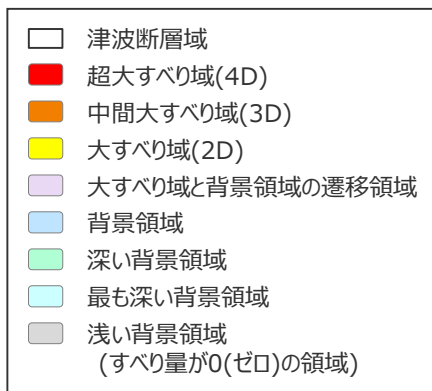 津波断層域
超大すべり域(4D)
中間大すべり域(3D)
大すべり域(2D)
大すべり域と背景領域の遷移領域
背景領域
深い背景領域
最も深い背景領域
浅い背景領域
(すべり量が0(ゼロ)の領域)